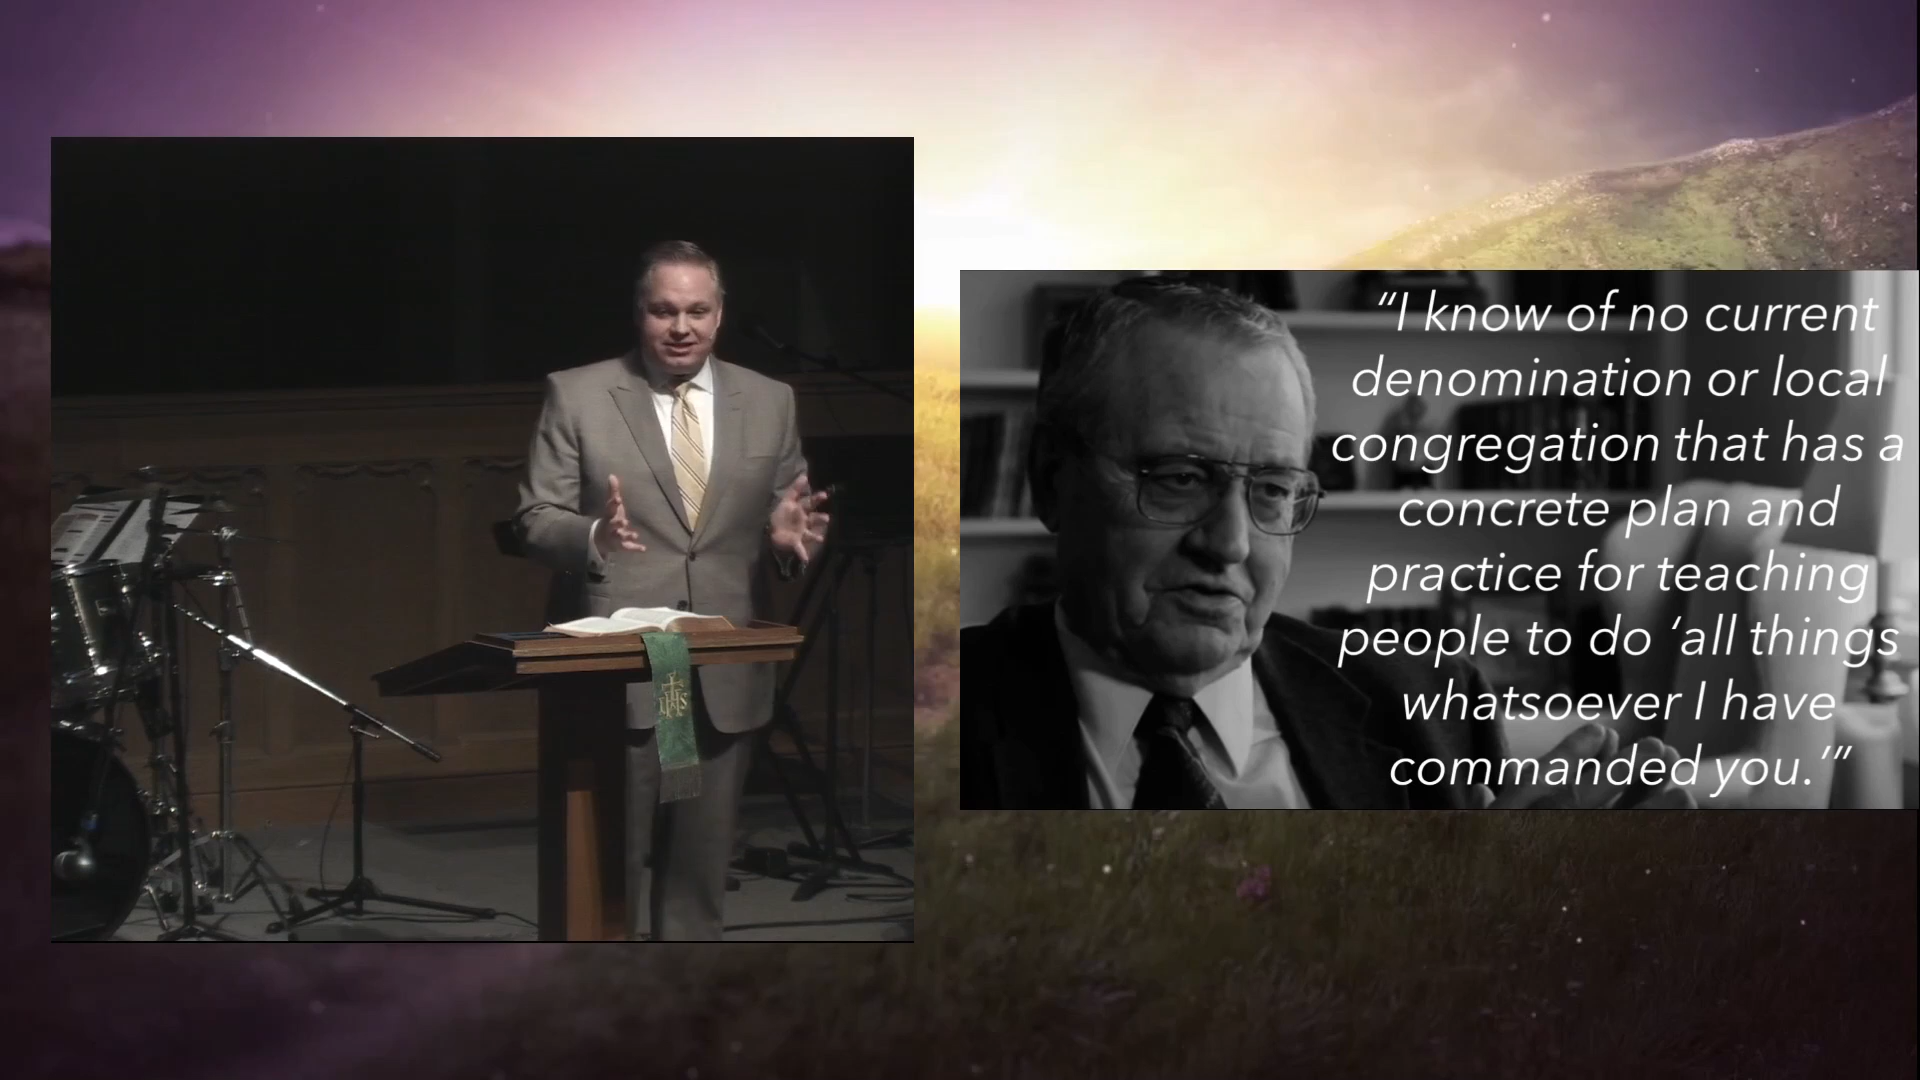 “I know of no current
denomination or local
congregation that has a
concrete plan and
practice for teaching
people to do ‘all things
whatsoever I have
commanded you.’”
IHS